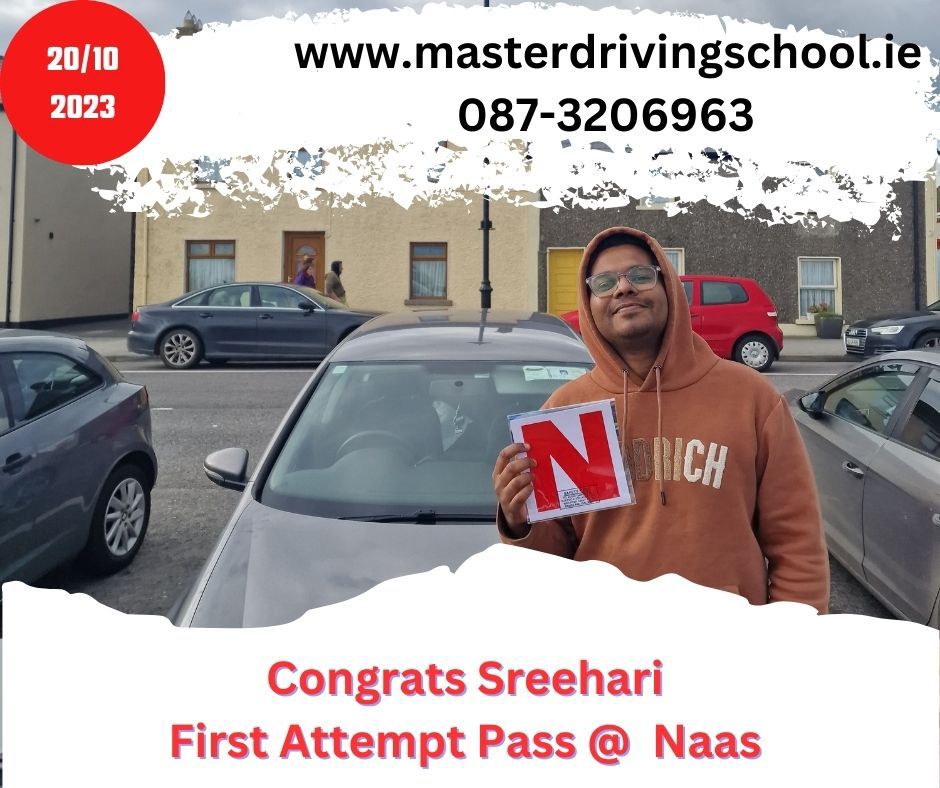 20/10
2023
www.masterdrivingschool.ie
087-3206963
N
RICH
Congrats Sreehari
First Attempt Pass @ Naas